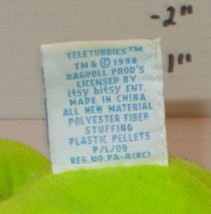 -2"
1"
TELETUBBIES™
TM & © 1998
RAGDOLL PROD'S
LICENSED BY
itsy bitsy ENT.
MADE IN CHINA
ALL NEW MATERIAL
POLYESTER FIBER
STUFFING
PLASTIC PELLETS
P/L/09
REG.NO.PA-4(RC)